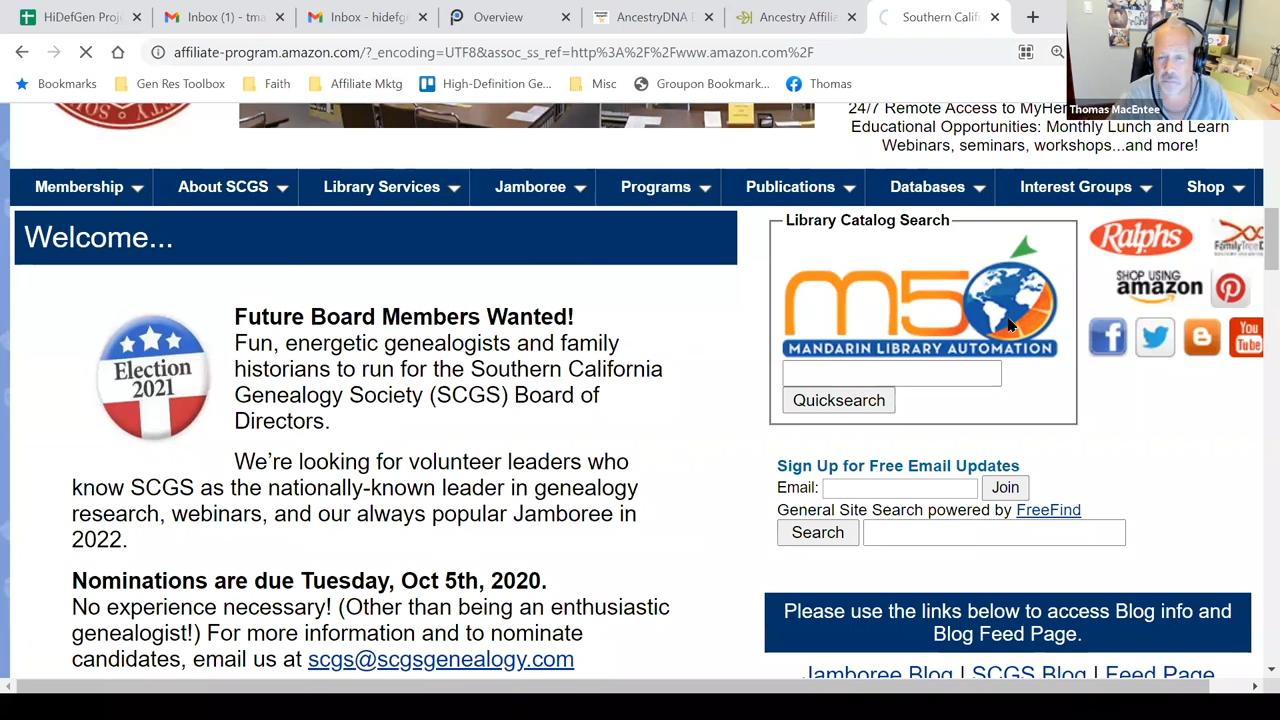 HiDefGen Proj
Inbox (1) - tma
Inbox - hidefg
Overview
AncestryDNA
Ancestry Affilia
Southern Calif
affiliate-program.amazon.com/?_encoding=UTF8&assoc_ss_ref=http%3A%2F%2Fwww.amazon.com%2F
Bookmarks
Gen Res Toolbox
Faith
Affiliate Mktg
High-Definition Ge...
Misc
Groupon Bookmark...
Thomas
Thomas MacEntee
24/7 Remote Access to MyHer
Educational Opportunities: Monthly Lunch and Learn
Webinars, seminars, workshops...and more!
Membership
About SCGS
Library Services
Jamboree
Programs
Publications
Databases
Interest Groups
Shop
Welcome...
Election
2021
Future Board Members Wanted!
Fun, energetic genealogists and family
historians to run for the Southern California
Genealogy Society (SCGS) Board of
Directors.
We’re looking for volunteer leaders who
know SCGS as the nationally-known leader in genealogy
research, webinars, and our always popular Jamboree in
2022.
Nominations are due Tuesday, Oct 5th, 2020.
No experience necessary! (Other than being an enthusiastic
genealogist!) For more information and to nominate
candidates, email us at scgs@scgsgenealogy.com
Library Catalog Search
m5
MANDARIN LIBRARY AUTOMATION
Quicksearch
Ralphs
FamilyTree
SHOP USING
amazon
You
Tube
Sign Up for Free Email Updates
Email:
Join
General Site Search powered by FreeFind
Search
Please use the links below to access Blog info and
Blog Feed Page.
Jamboree Blog | SCGS Blog | Feed Page